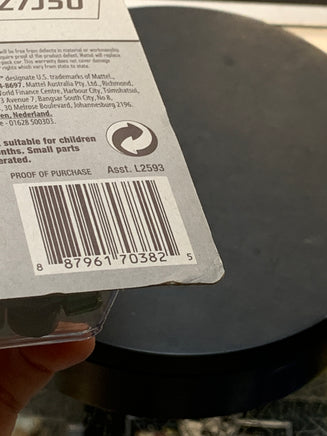 will be free from defects in material or workmanship
require proof of the product defect. Mattel will replace
pack car. This warranty does not cover damage
rights which vary from state to state.
designate U.S. trademarks of Mattel,
8697. Mattel Australia Pty., Ltd., Richmond,
World Finance Centre, Harbour City, Tsimshatsui,
3 Avenue 7, Bangsar South City, No 8,
30 Melrose Boulevard, Johannesburg 2196.
Nederland.
- 01628 500303.
suitable for children
months. Small parts
PROOF OF PURCHASE Asst. L2593
8 87961 70382 5